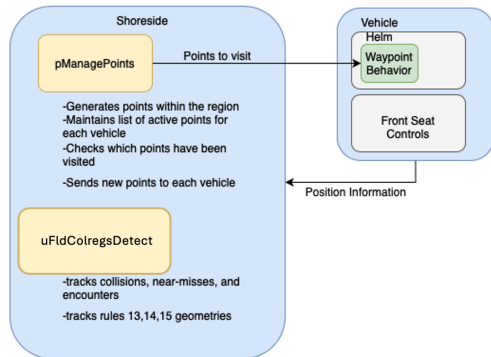 Shoreside
pManagePoints
-Generates points within the region
-Maintains list of active points for
each vehicle
-Checks which points have been
visited
-Sends new points to each vehicle
uFldColregsDetect
-tracks collisions, near-misses, and
encounters
-tracks rules 13,14,15 geometries
Points to visit
Vehicle
Helm
Waypoint
Behavior
Front Seat
Controls
Position Information